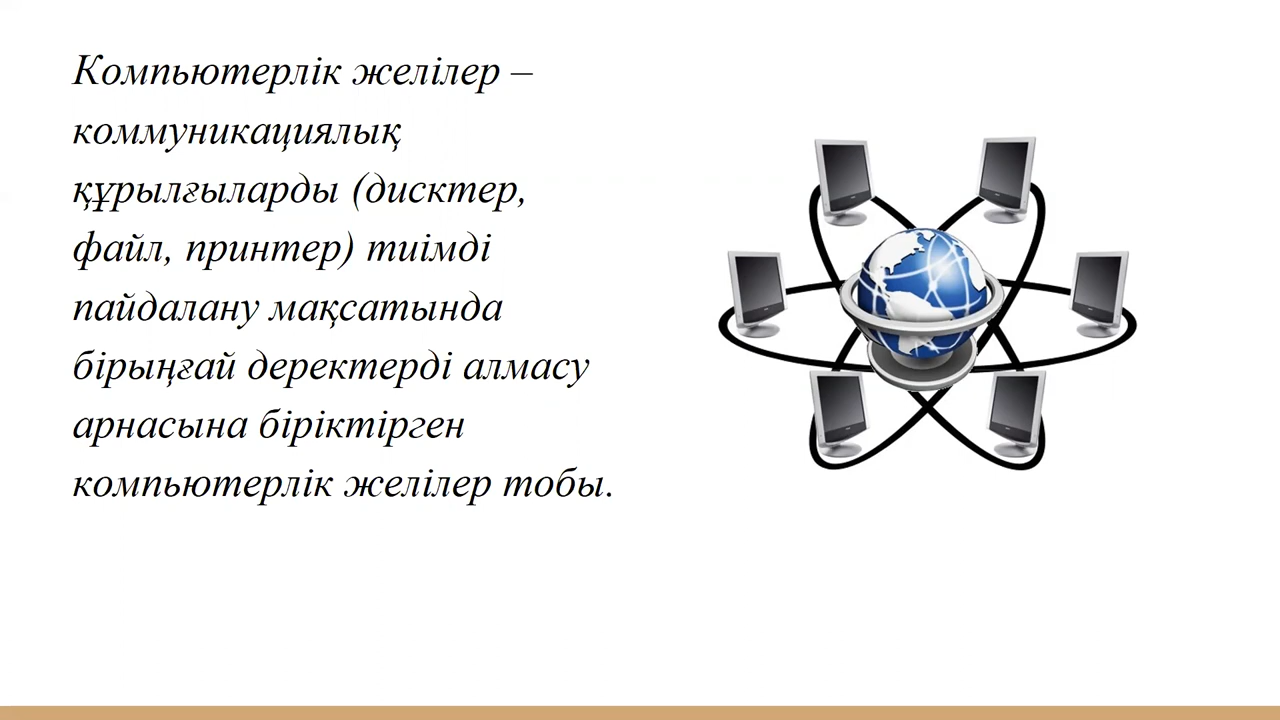 Компьютерлік желілер –
коммуникациялық
құрылғыларды (дисктер,
файл, принтер) тиімді
пайдалану мақсатында
бірыңғай деректерді алмасу
арнасына біріктірген
компьютерлік желілер тобы.